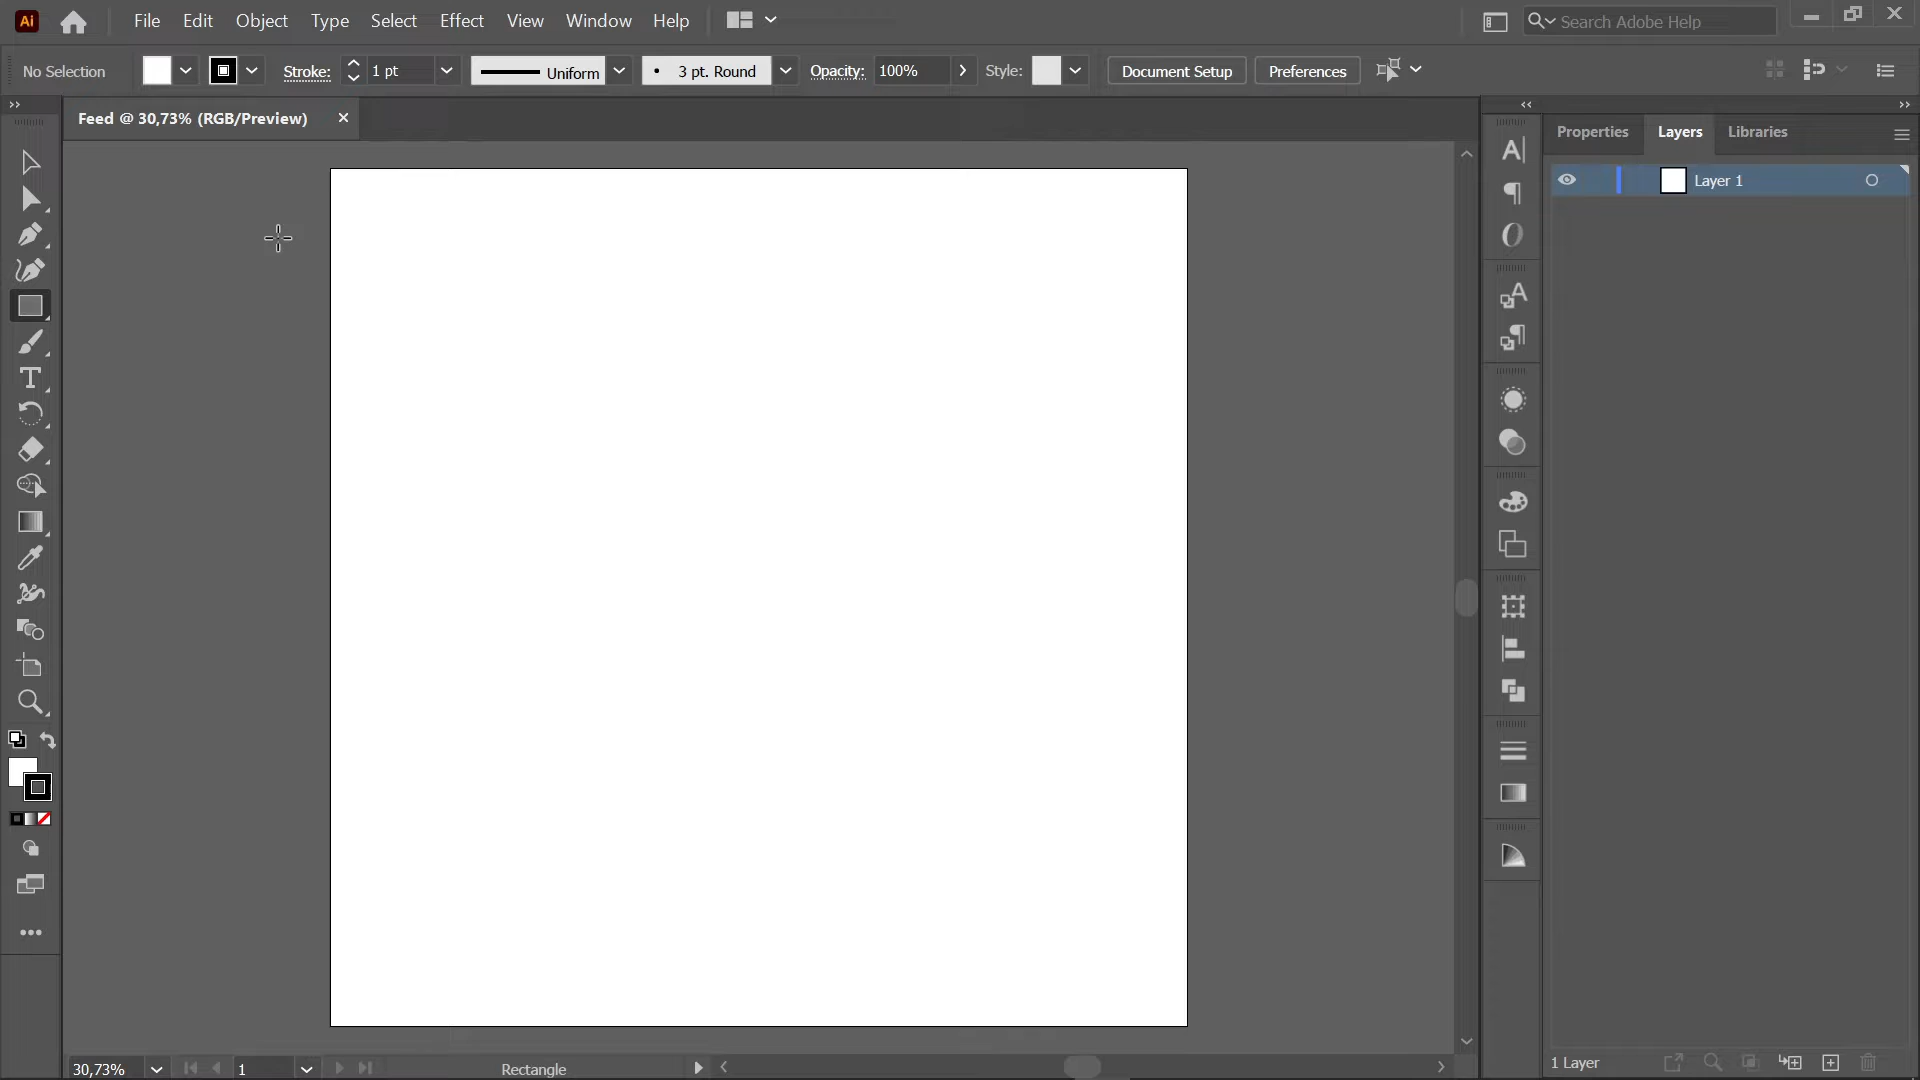 Ai File Edit Object Type Select Effect View Window Help Search Adobe Help
No Selection Stroke: 1 pt Uniform 3 pt. Round Opacity: 100% Style: Document Setup Preferences
Feed @ 30,73% (RGB/Preview)
Properties Layers Libraries
Layer 1
30,73% 1 Rectangle
1 Layer